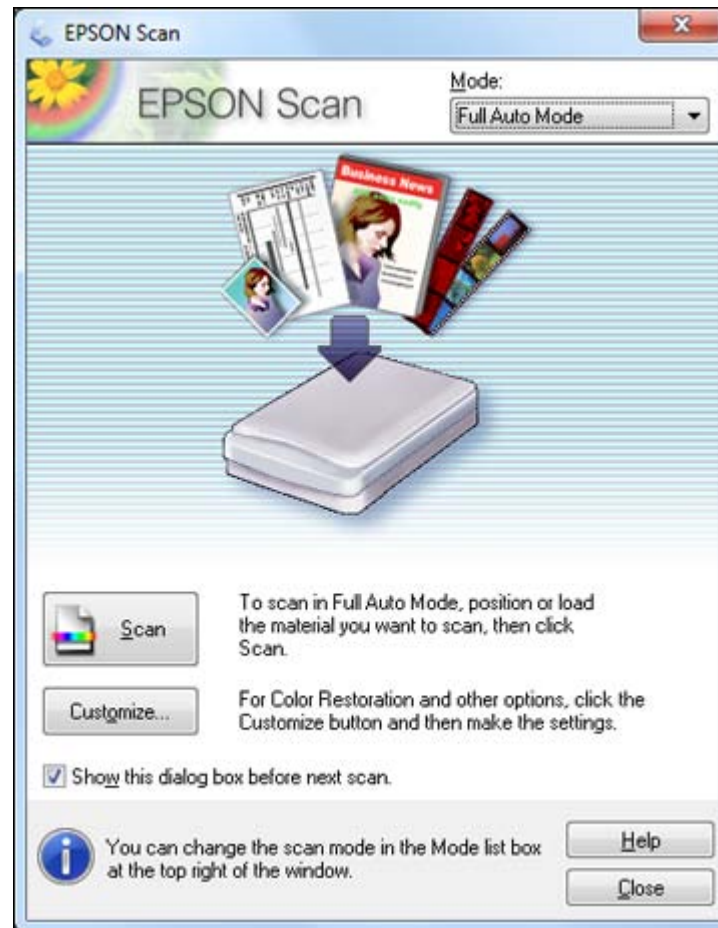 EPSON Scan
EPSON Scan
Mode:
Full Auto Mode
Business News
Scan
To scan in Full Auto Mode, position or load
the material you want to scan, then click
Scan.
Customize...
For Color Restoration and other options, click the
Customize button and then make the settings.
Show this dialog box before next scan.
You can change the scan mode in the Mode list box
at the top right of the window.
Help
Close